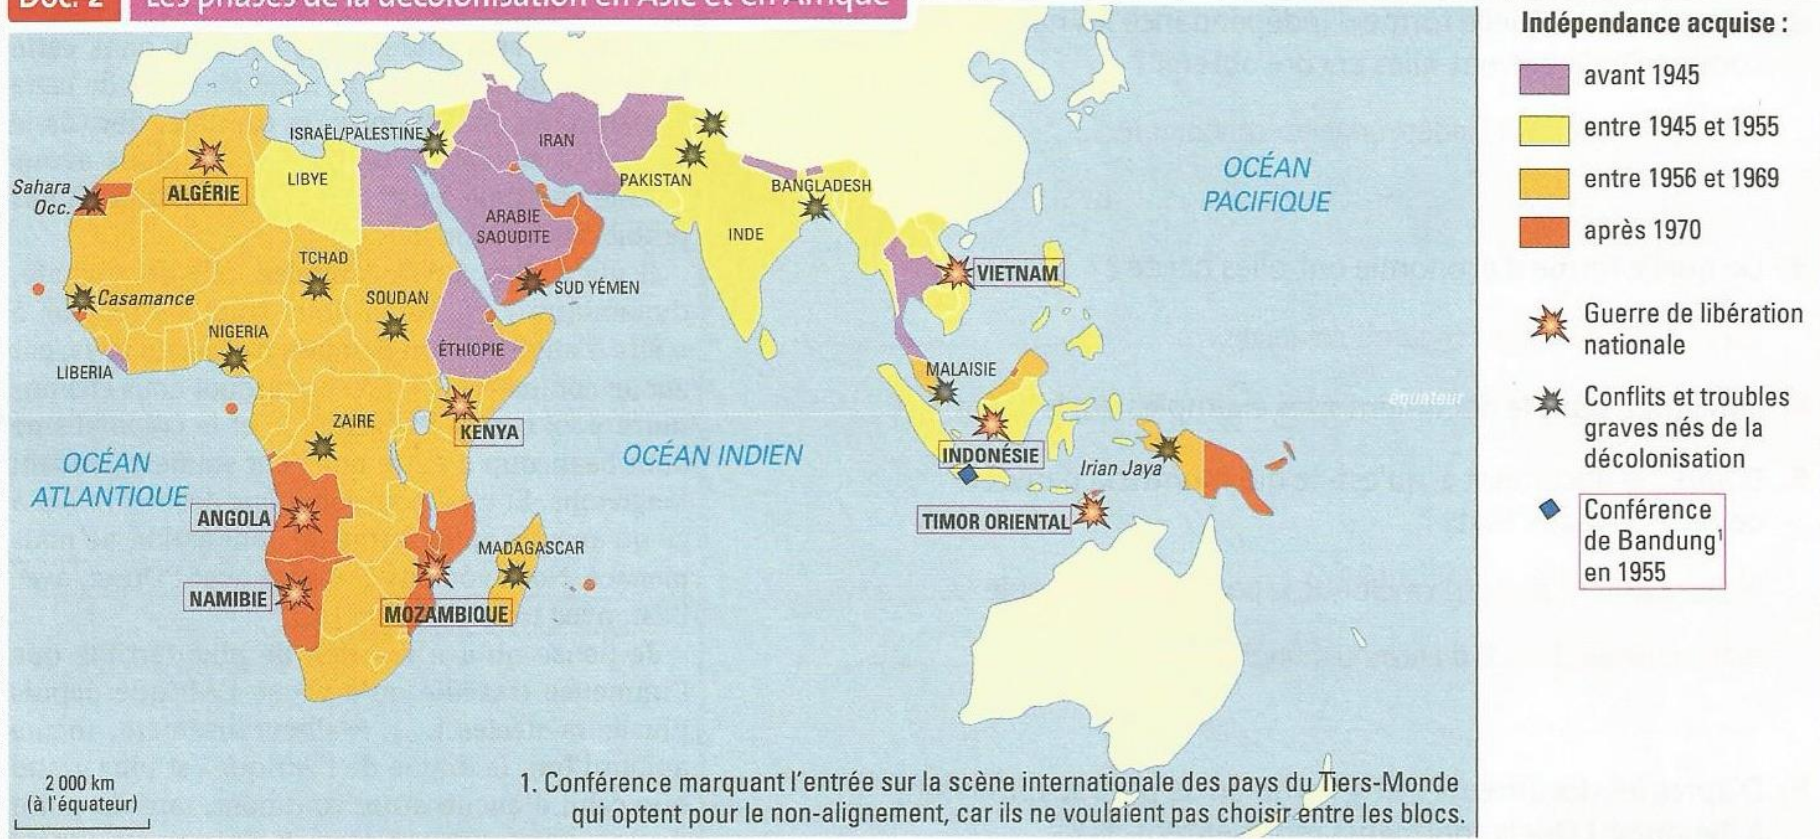 Doc. 2 Les phases de la décolonisation en Asie et en Afrique
Indépendance acquise :
avant 1945
entre 1945 et 1955
entre 1956 et 1969
après 1970
Guerre de libération
nationale
Conflits et troubles
graves nés de la
décolonisation
Conférence
de Bandung¹
en 1955
ISRAËL/PALESTINE
IRAN
Sahara
Occ.
ALGÉRIE
LIBYE
PAKISTAN
BANGLADESH
OCÉAN
PACIFIQUE
ARABIE
SAOUDITE
INDE
TCHAD
VIETNAM
SUD YÉMEN
Casamance
SOUDAN
NIGERIA
ÉTHIOPIE
LIBERIA
MALAISIE
équateur
ZAIRE
KENYA
OCÉAN INDIEN
INDONÉSIE
Irian Jaya
OCÉAN
ATLANTIQUE
ANGOLA
TIMOR ORIENTAL
MADAGASCAR
NAMIBIE
MOZAMBIQUE
2 000 km
(à l'équateur)
1. Conférence marquant l'entrée sur la scène internationale des pays du Tiers-Monde
qui optent pour le non-alignement, car ils ne voulaient pas choisir entre les blocs.